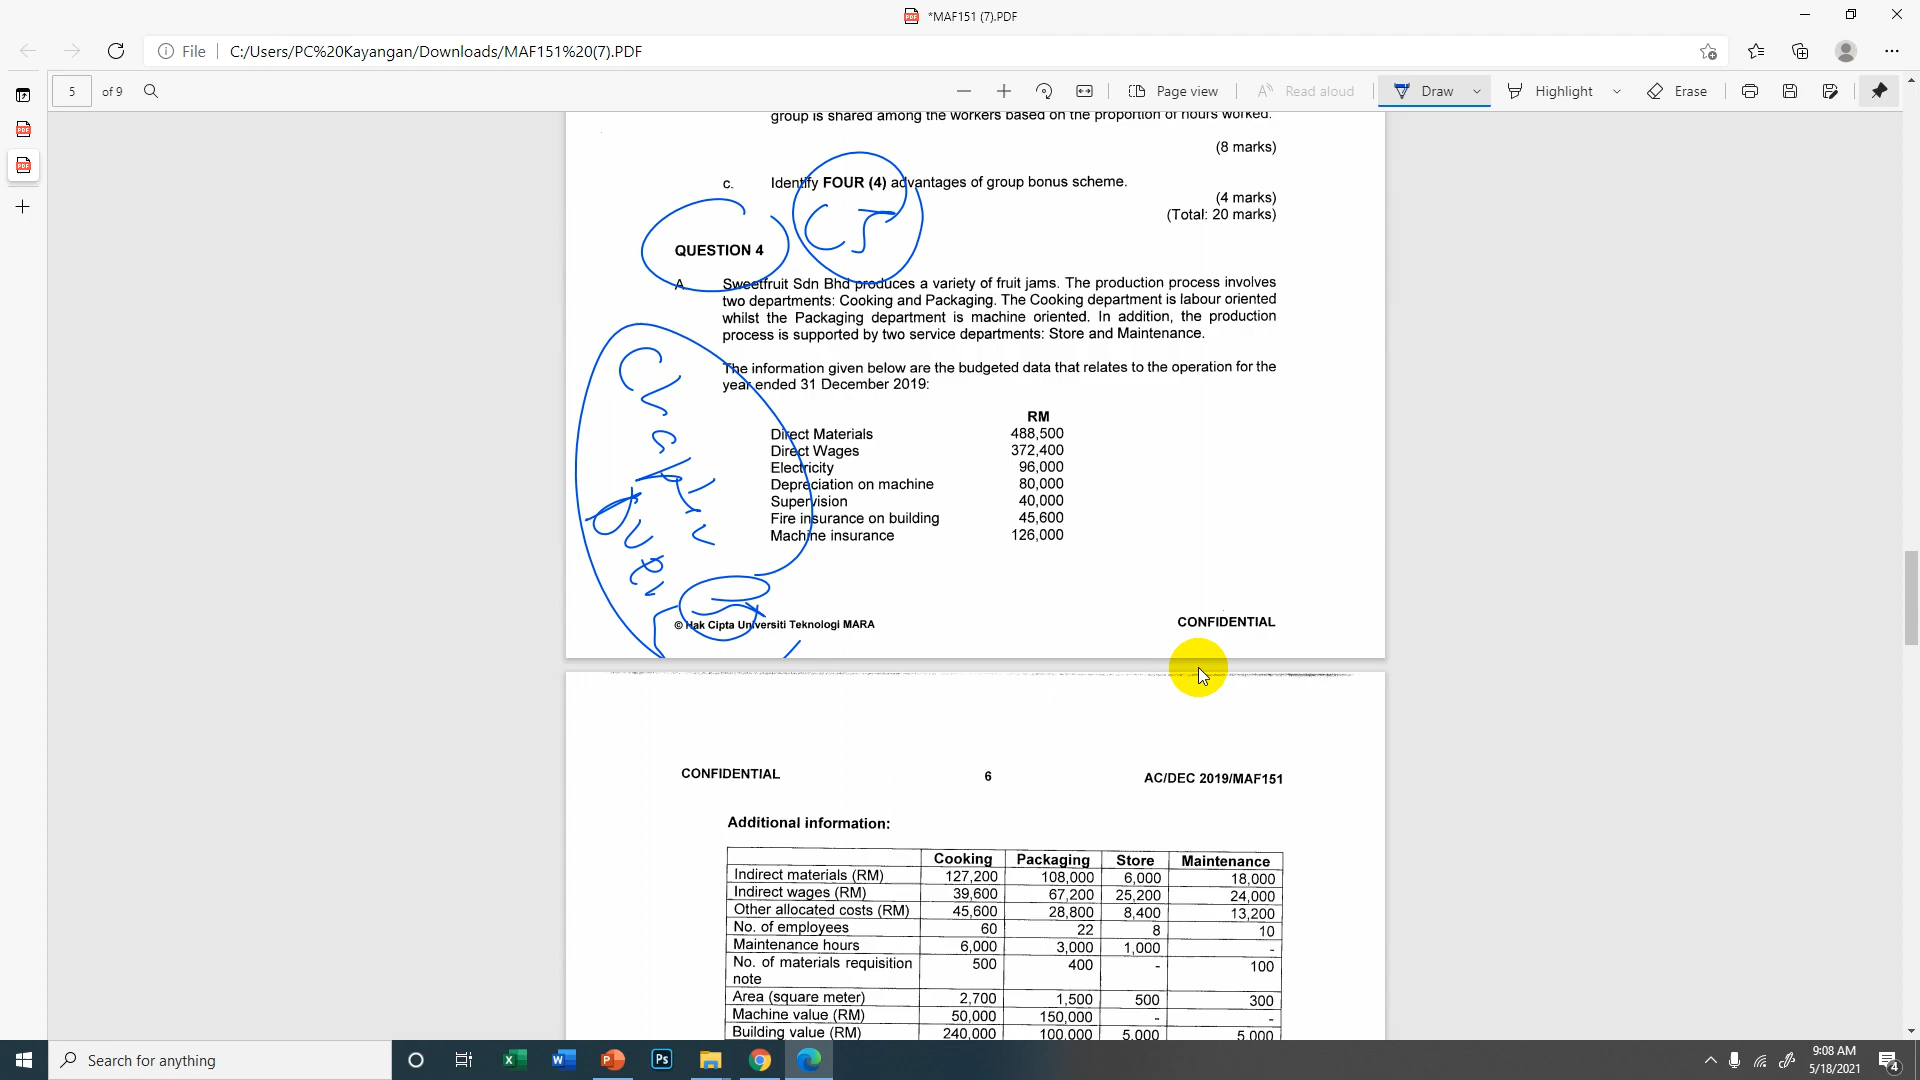 *MAF151 (7).PDF
File C:/Users/PC%20Kayangan/Downloads/MAF151%20(7).PDF
5 of 9 Page view Read aloud Draw Highlight Erase
group is shared among the workers based on the proportion of hours worked.
(8 marks)
c. Identify FOUR (4) advantages of group bonus scheme.
(4 marks)
(Total: 20 marks)
QUESTION 4
A. Sweetfruit Sdn Bhd produces a variety of fruit jams. The production process involves
two departments: Cooking and Packaging. The Cooking department is labour oriented
whilst the Packaging department is machine oriented. In addition, the production
process is supported by two service departments: Store and Maintenance.
The information given below are the budgeted data that relates to the operation for the
year ended 31 December 2019:
RM
Direct Materials 488,500
Direct Wages 372,400
Electricity 96,000
Depreciation on machine 80,000
Supervision 40,000
Fire insurance on building 45,600
Machine insurance 126,000
© Hak Cipta Universiti Teknologi MARA CONFIDENTIAL
CONFIDENTIAL 6 AC/DEC 2019/MAF151
Additional information:
Cooking Packaging Store Maintenance
Indirect materials (RM) 127,200 108,000 6,000 18,000
Indirect wages (RM) 39,600 67,200 25,200 24,000
Other allocated costs (RM) 45,600 28,800 8,400 13,200
No. of employees 60 22 8 10
Maintenance hours 6,000 3,000 1,000 -
No. of materials requisition note 500 400 - 100
Area (square meter) 2,700 1,500 500 300
Machine value (RM) 50,000 150,000 - -
Building value (RM) 240,000 100,000 5,000 5,000
Search for anything
9:08 AM
5/18/2021
4